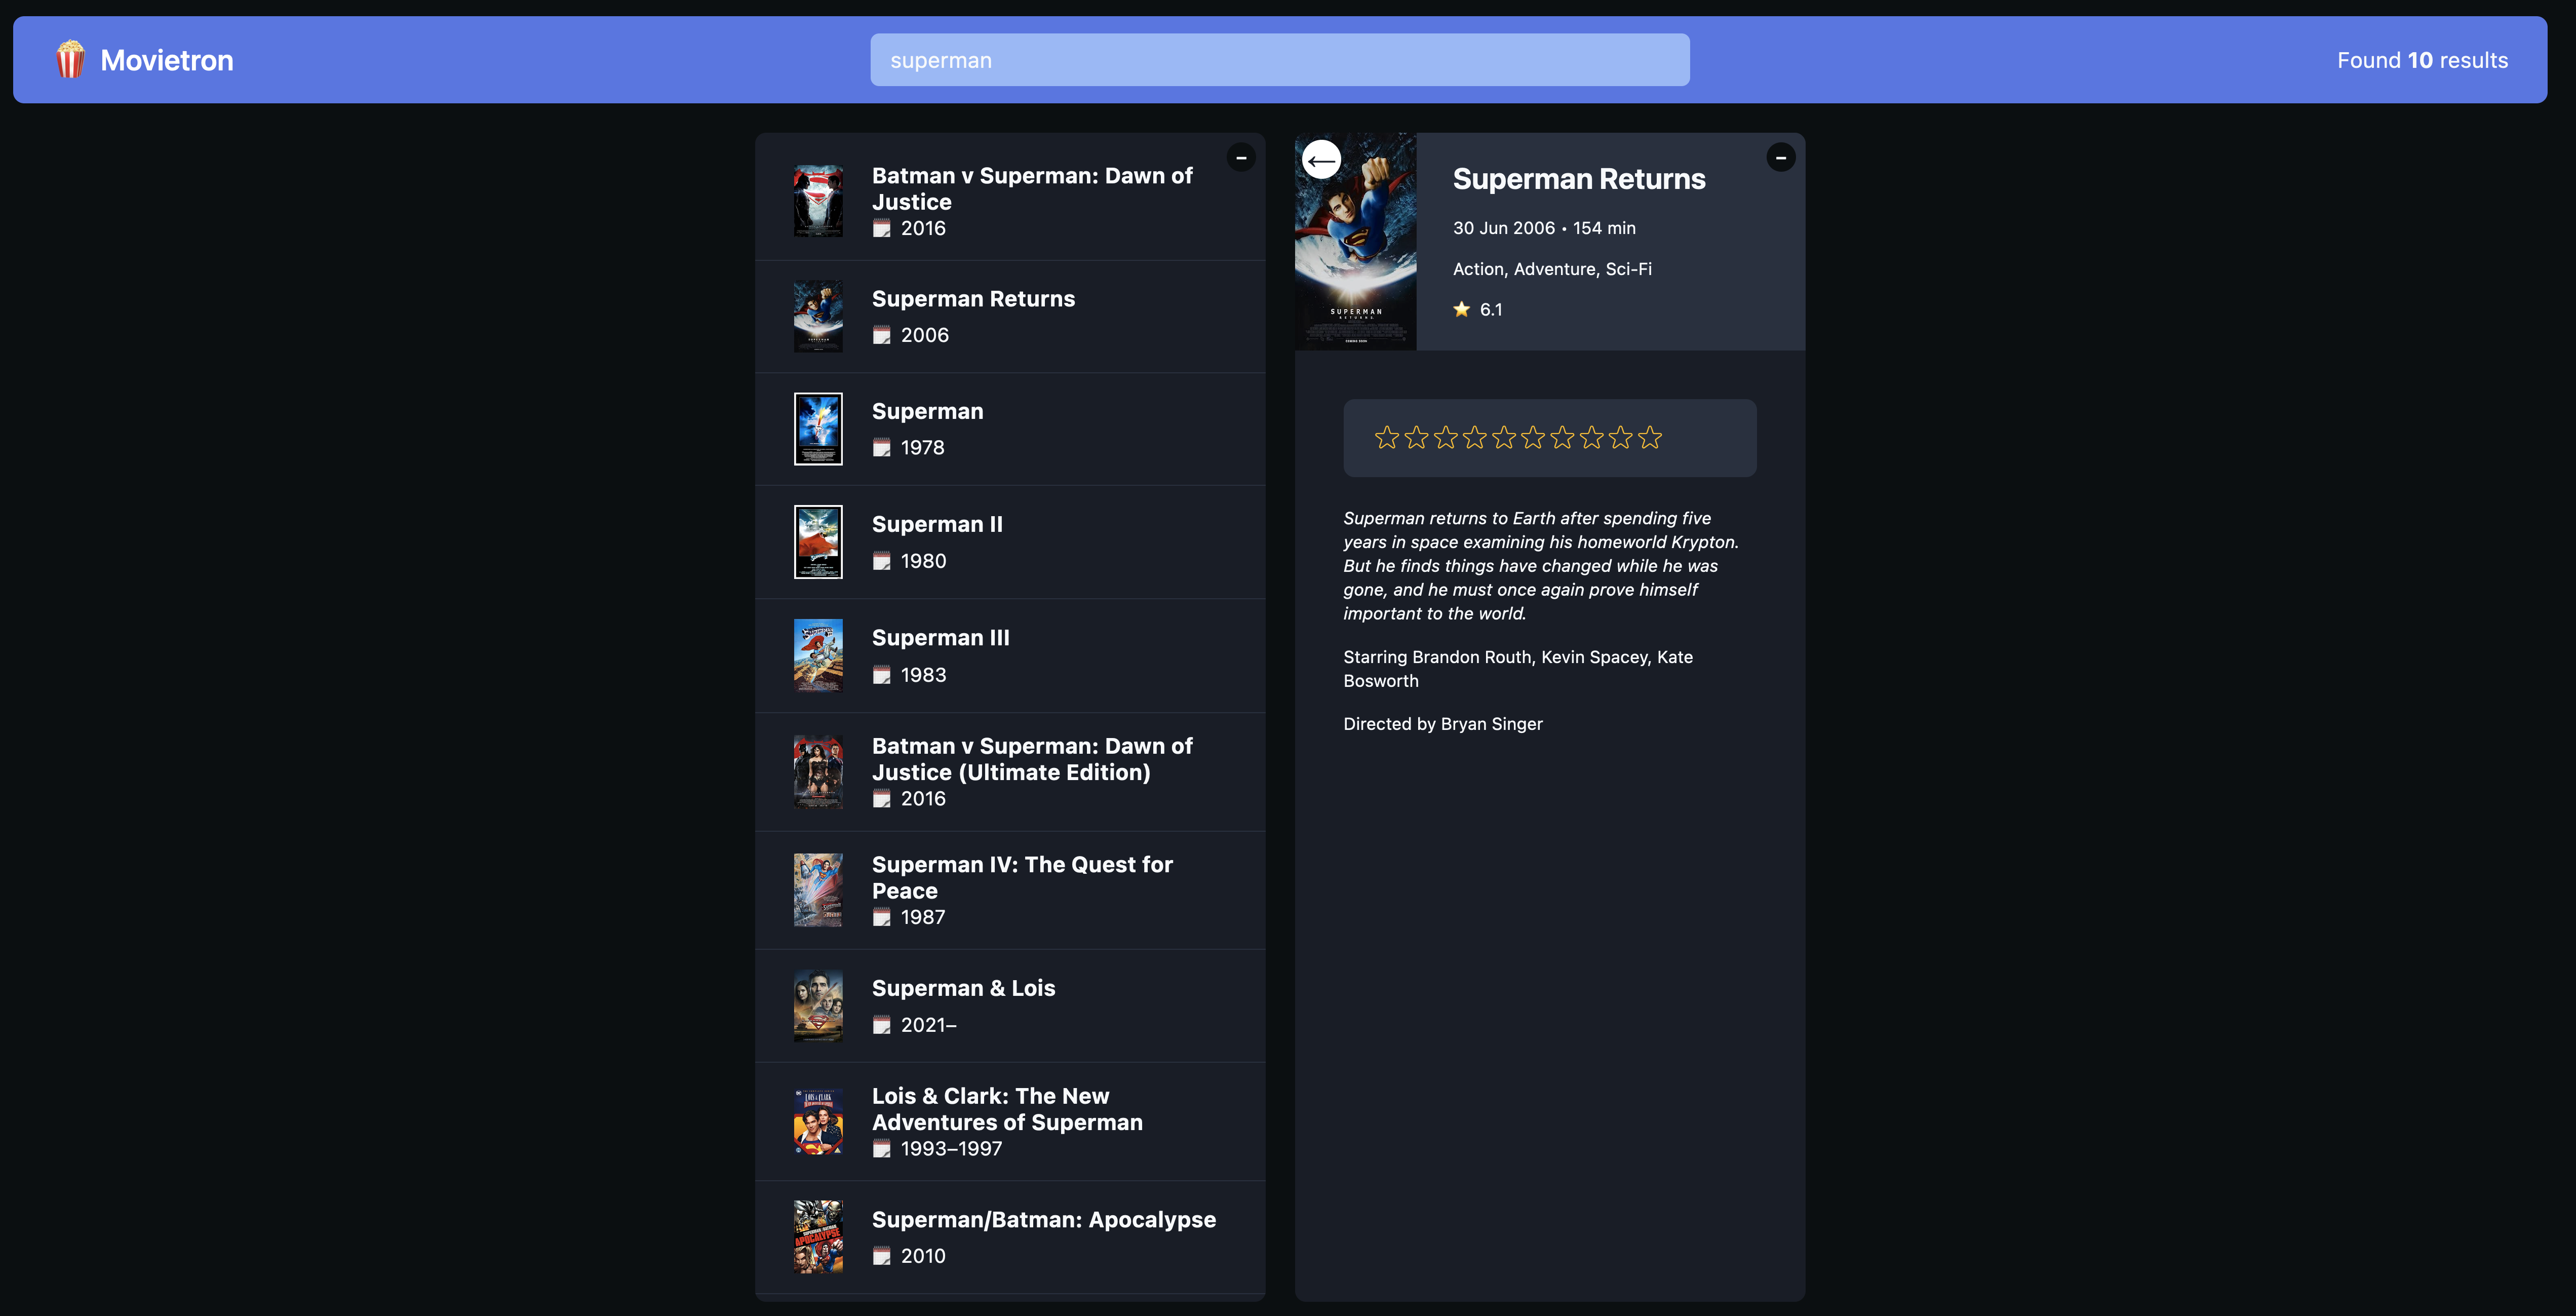 Movietron
superman
Found 10 results
Batman v Superman: Dawn of
Justice
2016
Superman Returns
2006
Superman
1978
Superman II
1980
Superman III
1983
Batman v Superman: Dawn of
Justice (Ultimate Edition)
2016
Superman IV: The Quest for
Peace
1987
Superman & Lois
2021–
Lois & Clark: The New
Adventures of Superman
1993–1997
Superman/Batman: Apocalypse
2010
SUPERMAN
RETURNS
Superman Returns
30 Jun 2006 • 154 min
Action, Adventure, Sci-Fi
6.1
Superman returns to Earth after spending five
years in space examining his homeworld Krypton.
But he finds things have changed while he was
gone, and he must once again prove himself
important to the world.
Starring Brandon Routh, Kevin Spacey, Kate
Bosworth
Directed by Bryan Singer